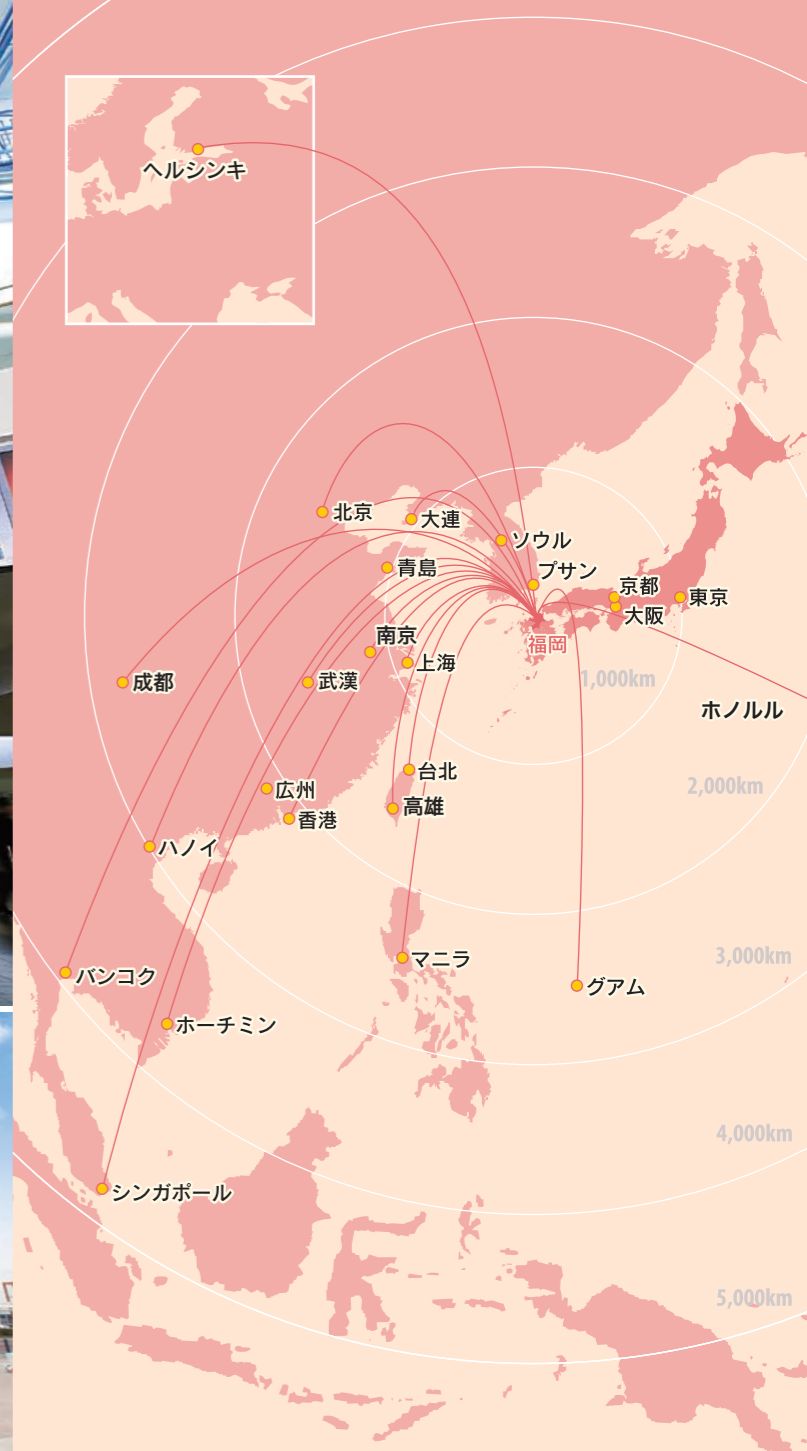 ヘルシンキ
北京
大連
ソウル
青島
プサン
京都
東京
大阪
南京
福岡
上海
成都
武漢
1,000km
ホノルル
台北
2,000km
広州
高雄
香港
ハノイ
3,000km
マニラ
バンコク
グアム
ホーチミン
4,000km
シンガポール
5,000km